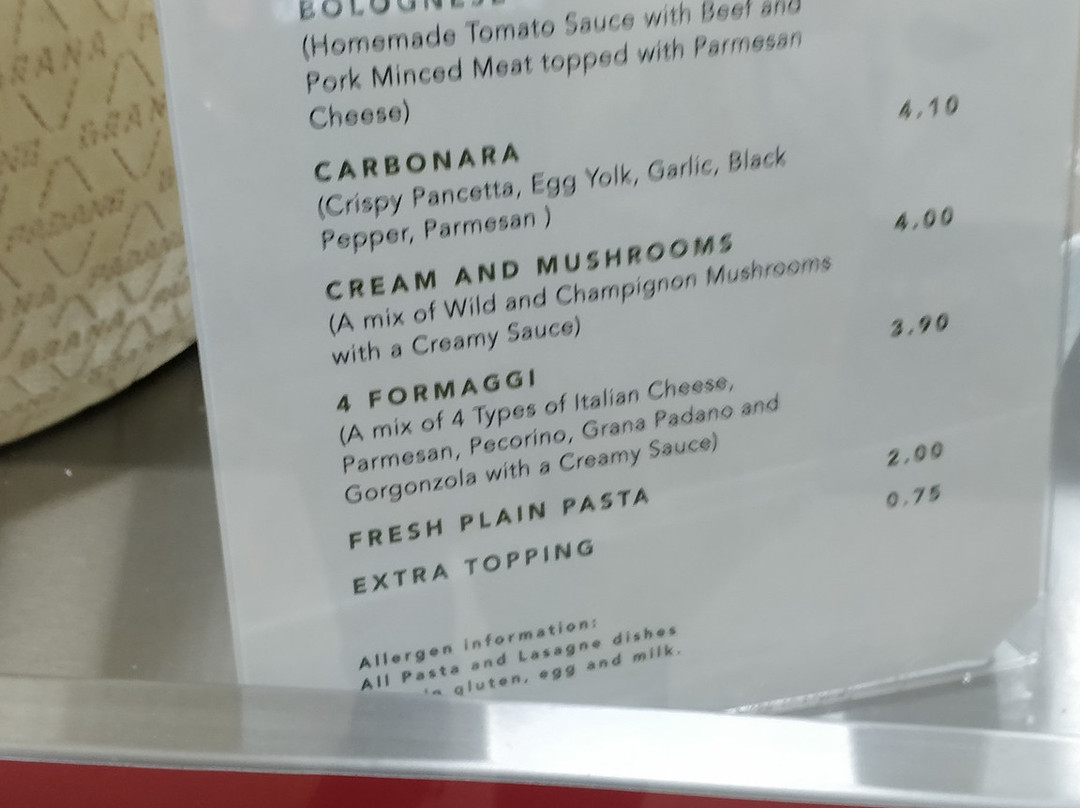 BOLOGNESE
(Homemade Tomato Sauce with Beef and
Pork Minced Meat topped with Parmesan
Cheese)
4.10
CARBONARA
(Crispy Pancetta, Egg Yolk, Garlic, Black
Pepper, Parmesan )
4.00
CREAM AND MUSHROOMS
(A mix of Wild and Champignon Mushrooms
with a Creamy Sauce)
3.90
4 FORMAGGI
(A mix of 4 Types of Italian Cheese,
Parmesan, Pecorino, Grana Padano and
Gorgonzola with a Creamy Sauce)
2.00
FRESH PLAIN PASTA
0.75
EXTRA TOPPING
Allergen information:
All Pasta and Lasagne dishes
gluten, egg and milk.
GRANA
PADANO
GRANA